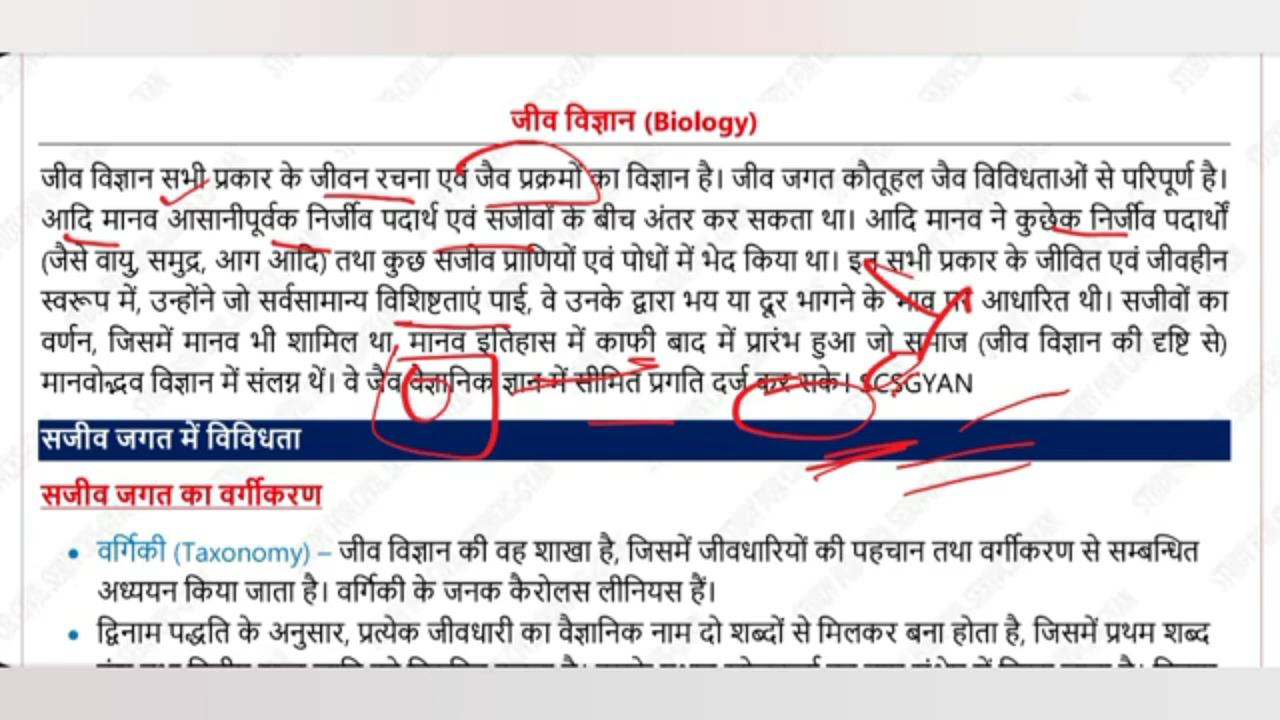 जीव विज्ञान (Biology)
जीव विज्ञान सभी प्रकार के जीवन रचना एवं जैव प्रक्रमों का विज्ञान है। जीव जगत कौतूहल जैव विविधताओं से परिपूर्ण है।
आदि मानव आसानीपूर्वक निर्जीव पदार्थ एवं सजीवों के बीच अंतर कर सकता था। आदि मानव ने कुछेक निर्जीव पदार्थों
(जैसे वायु, समुद्र, आग आदि) तथा कुछ सजीव प्राणियों एवं पोधों में भेद किया था। इन सभी प्रकार के जीवित एवं जीवहीन
स्वरूप में, उन्होंने जो सर्वसामान्य विशिष्टताएं पाई, वे उनके द्वारा भय या दूर भागने के भाव पर आधारित थी। सजीवों का
वर्णन, जिसमें मानव भी शामिल था, मानव इतिहास में काफी बाद में प्रारंभ हुआ जो समाज (जीव विज्ञान की दृष्टि से)
मानवोद्भव विज्ञान में संलग्न थें। वे जैव वैज्ञानिक ज्ञान में सीमित प्रगति दर्ज कर सके। SCSGYAN
सजीव जगत में विविधता
सजीव जगत का वर्गीकरण
• वर्गिकी (Taxonomy) – जीव विज्ञान की वह शाखा है, जिसमें जीवधारियों की पहचान तथा वर्गीकरण से सम्बन्धित
अध्ययन किया जाता है। वर्गिकी के जनक कैरोलस लीनियस हैं।
• द्विनाम पद्धति के अनुसार, प्रत्येक जीवधारी का वैज्ञानिक नाम दो शब्दों से मिलकर बना होता है, जिसमें प्रथम शब्द